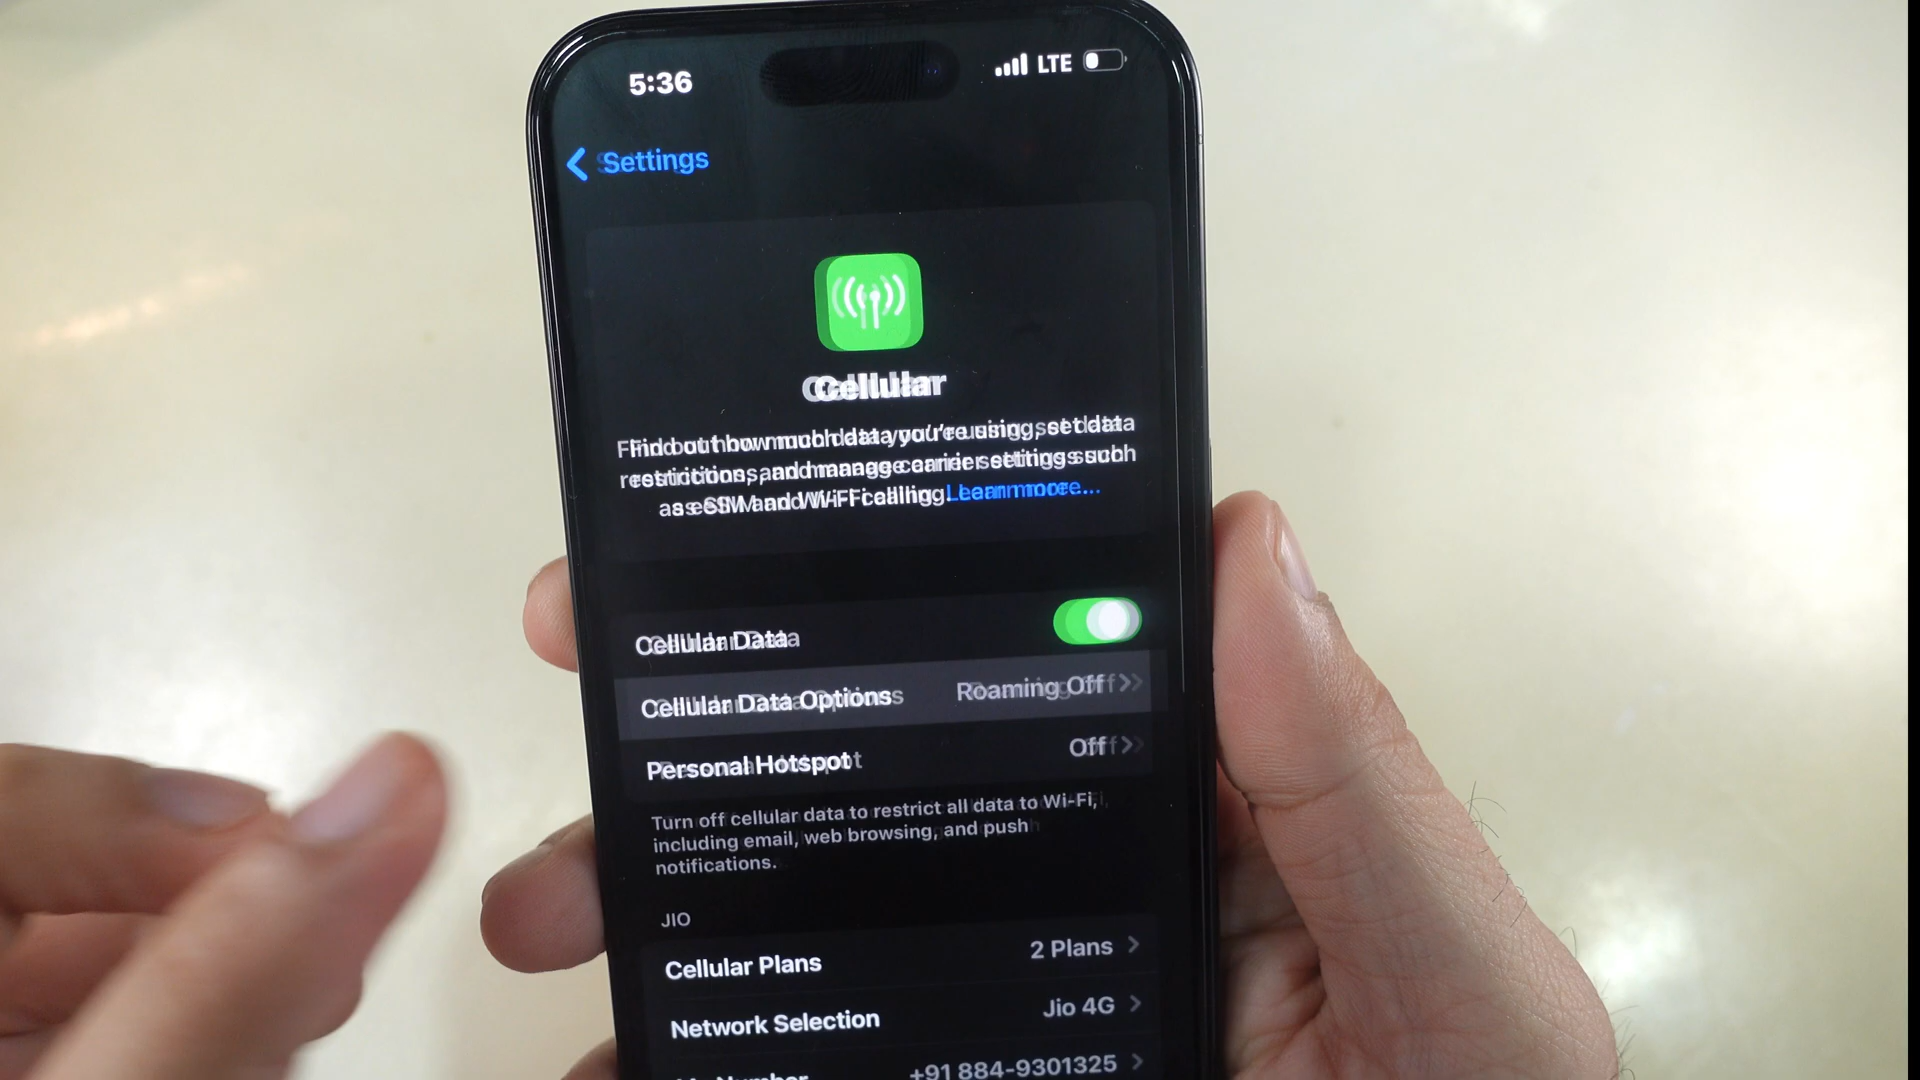 5:36 LTE
Settings
Cellular
Find out how much data you're using, set data
restrictions, and manage carrier settings such
as eSIM and Wi-Fi calling. Learn more...
Cellular Data
Cellular Data Options Roaming Off
Personal Hotspot Off
Turn off cellular data to restrict all data to Wi-Fi,
including email, web browsing, and push
notifications.
JIO
Cellular Plans 2 Plans
Network Selection Jio 4G
My Number +91 884-9301325